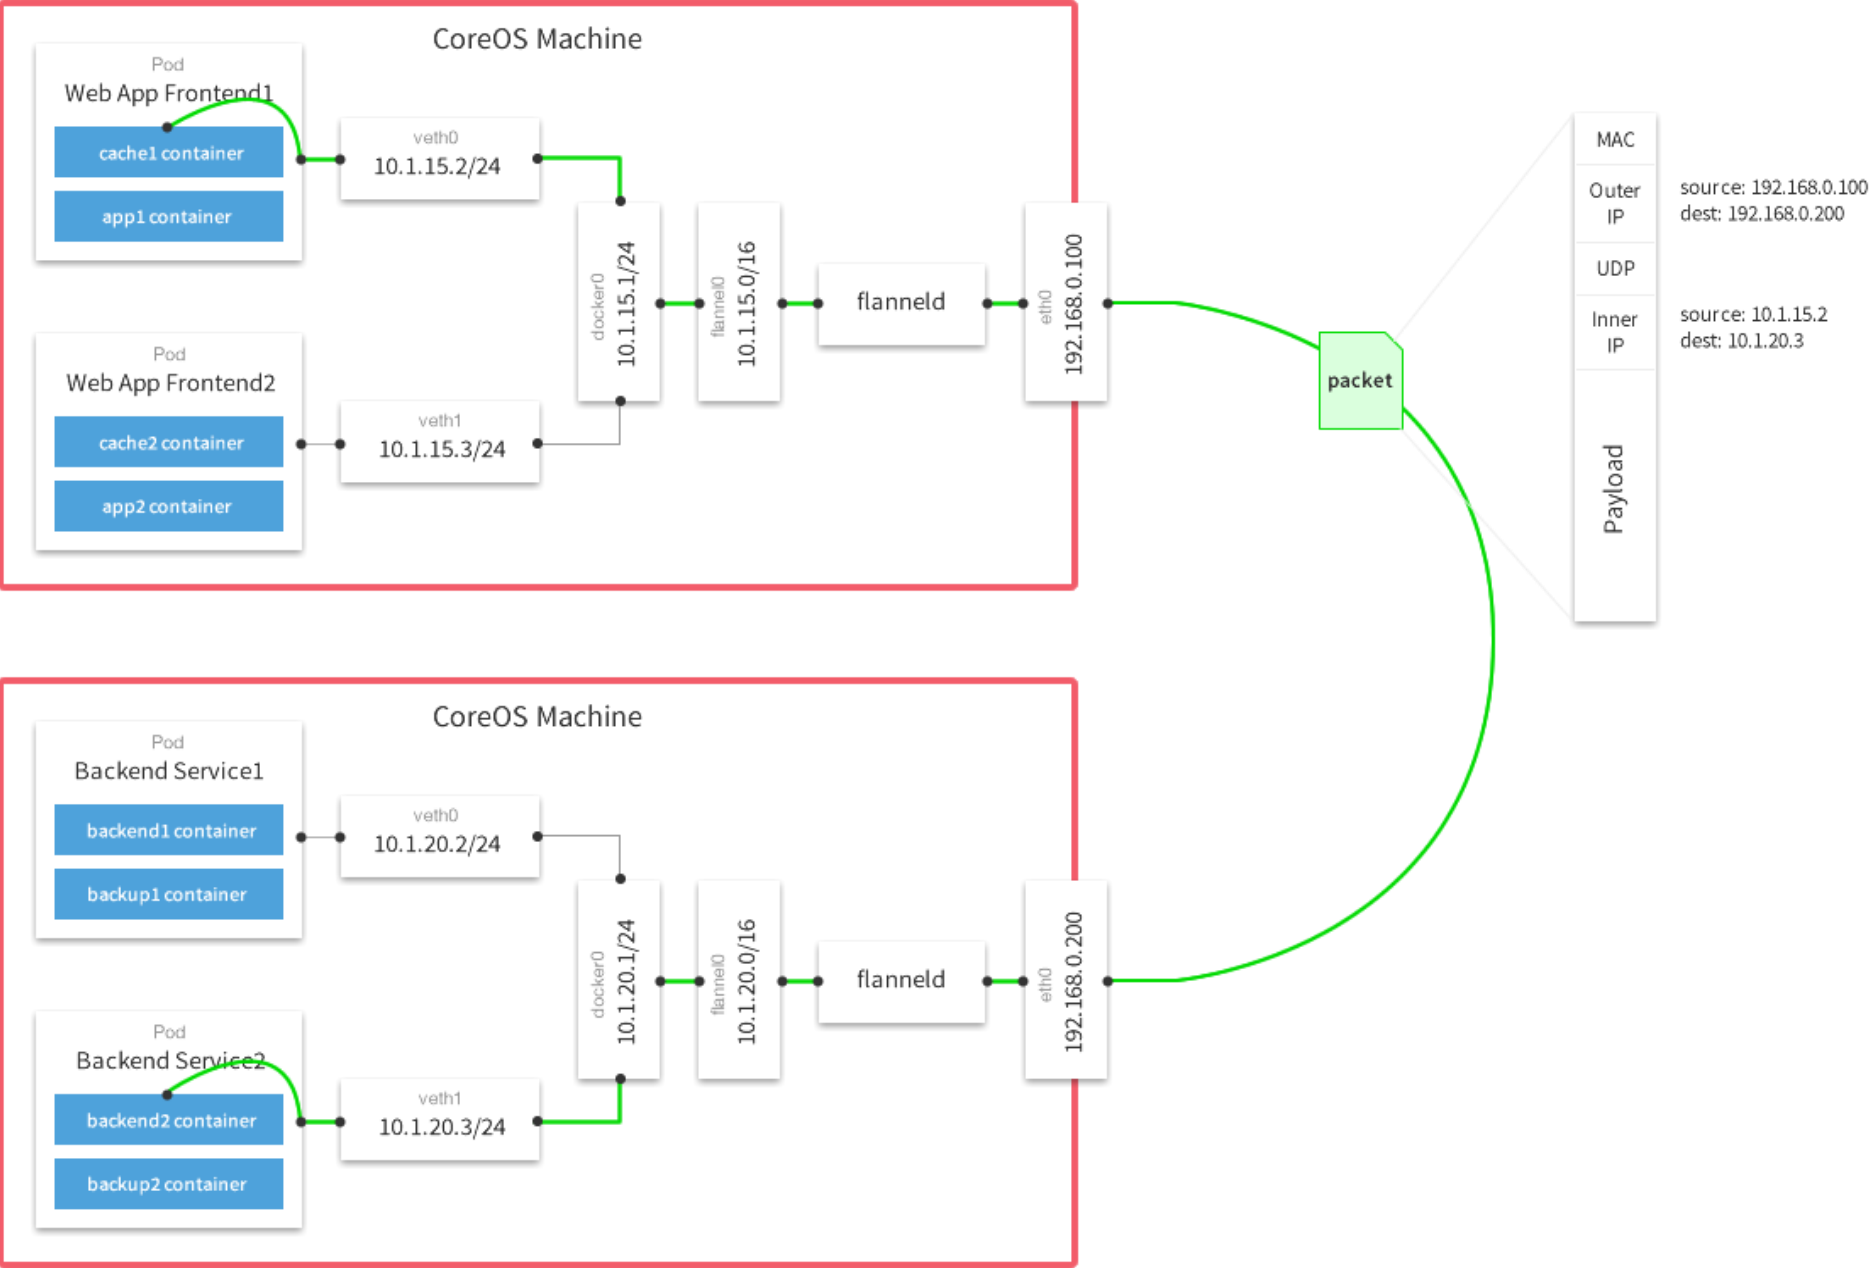 CoreOS Machine
Pod
Web App Frontend1
cache1 container
app1 container
veth0
10.1.15.2/24
Pod
Web App Frontend2
cache2 container
app2 container
veth1
10.1.15.3/24
docker0
10.1.15.1/24
flannel0
10.1.15.0/16
flanneld
eth0
192.168.0.100
packet
MAC
Outer
IP
source: 192.168.0.100
dest: 192.168.0.200
UDP
Inner
IP
source: 10.1.15.2
dest: 10.1.20.3
Payload
CoreOS Machine
Pod
Backend Service1
backend1 container
backup1 container
veth0
10.1.20.2/24
Pod
Backend Service2
backend2 container
backup2 container
veth1
10.1.20.3/24
docker0
10.1.20.1/24
flannel0
10.1.20.0/16
flanneld
eth0
192.168.0.200